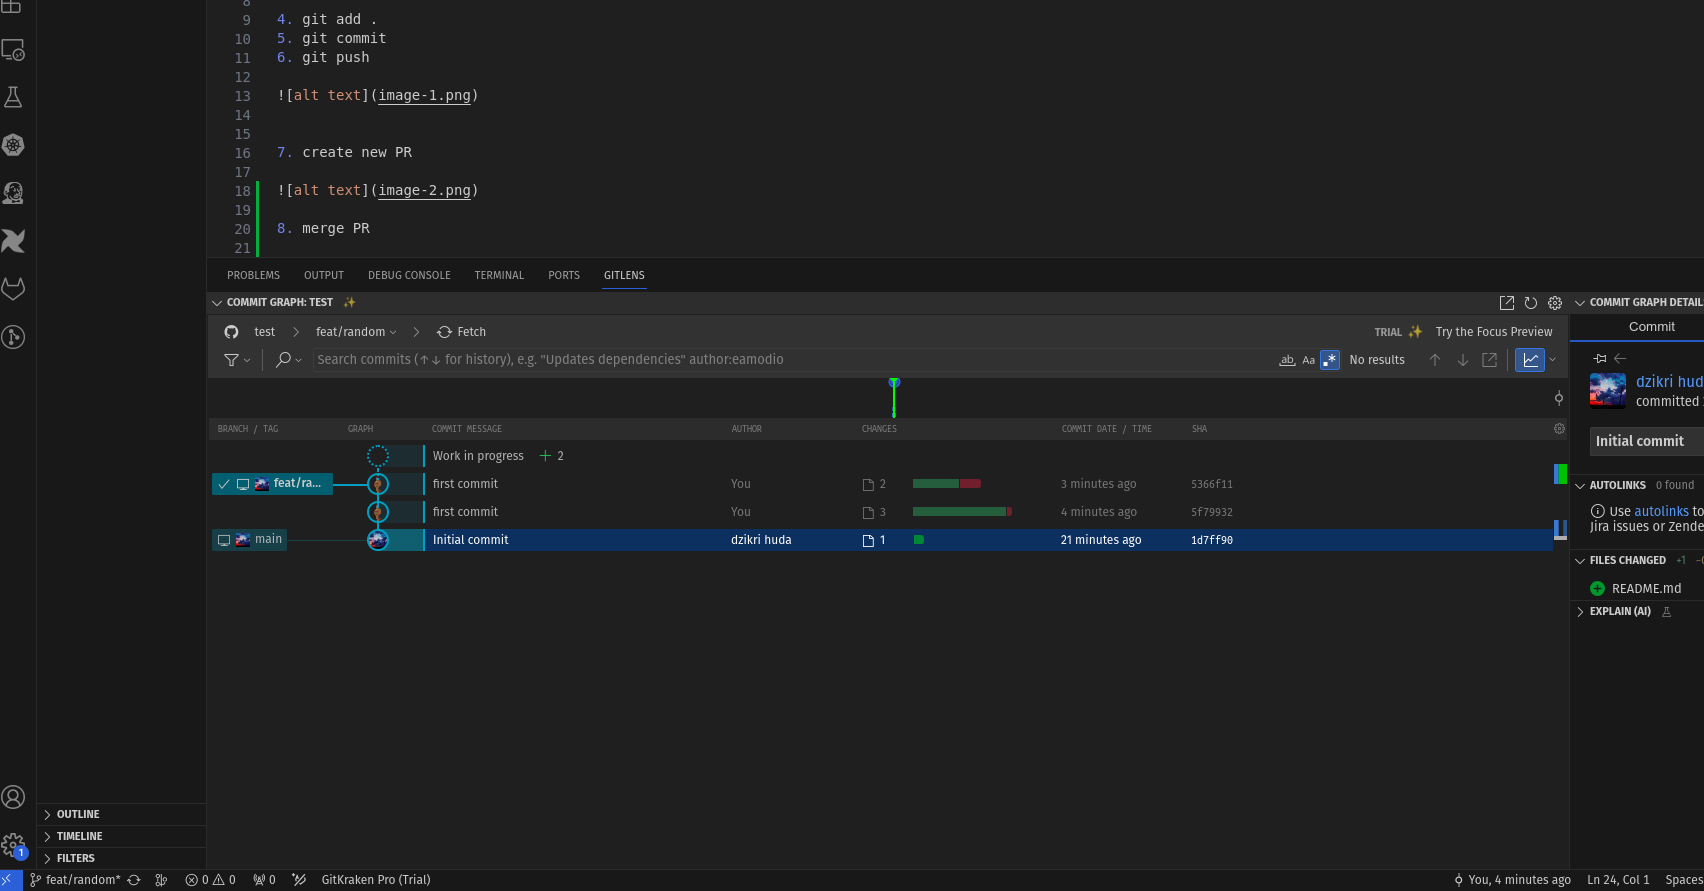 8
9 4. git add .
10 5. git commit
11 6. git push
12
13 ![alt text](image-1.png)
14
15
16 7. create new PR
17
18 ![alt text](image-2.png)
19
20 8. merge PR
21
PROBLEMS OUTPUT DEBUG CONSOLE TERMINAL PORTS GITLENS
COMMIT GRAPH: TEST ✨
COMMIT GRAPH DETAILS
test feat/random Fetch
TRIAL ✨ Try the Focus Preview
Commit
Search commits (↑↓ for history), e.g. "Updates dependencies" author:eamodio
ab Aa .* No results
dzikri hud
committed
BRANCH / TAG GRAPH COMMIT MESSAGE AUTHOR CHANGES COMMIT DATE / TIME SHA
Initial commit
Work in progress + 2
feat/ra... first commit You 2 3 minutes ago 5366f11
AUTOLINKS 0 found
first commit You 3 4 minutes ago 5f79932
Use autolinks to
Jira issues or Zende
main Initial commit dzikri huda 1 21 minutes ago 1d7ff90
FILES CHANGED +1
README.md
EXPLAIN (AI)
OUTLINE
TIMELINE
1
FILTERS
feat/random* 0 0 0 GitKraken Pro (Trial) You, 4 minutes ago Ln 24, Col 1 Spaces